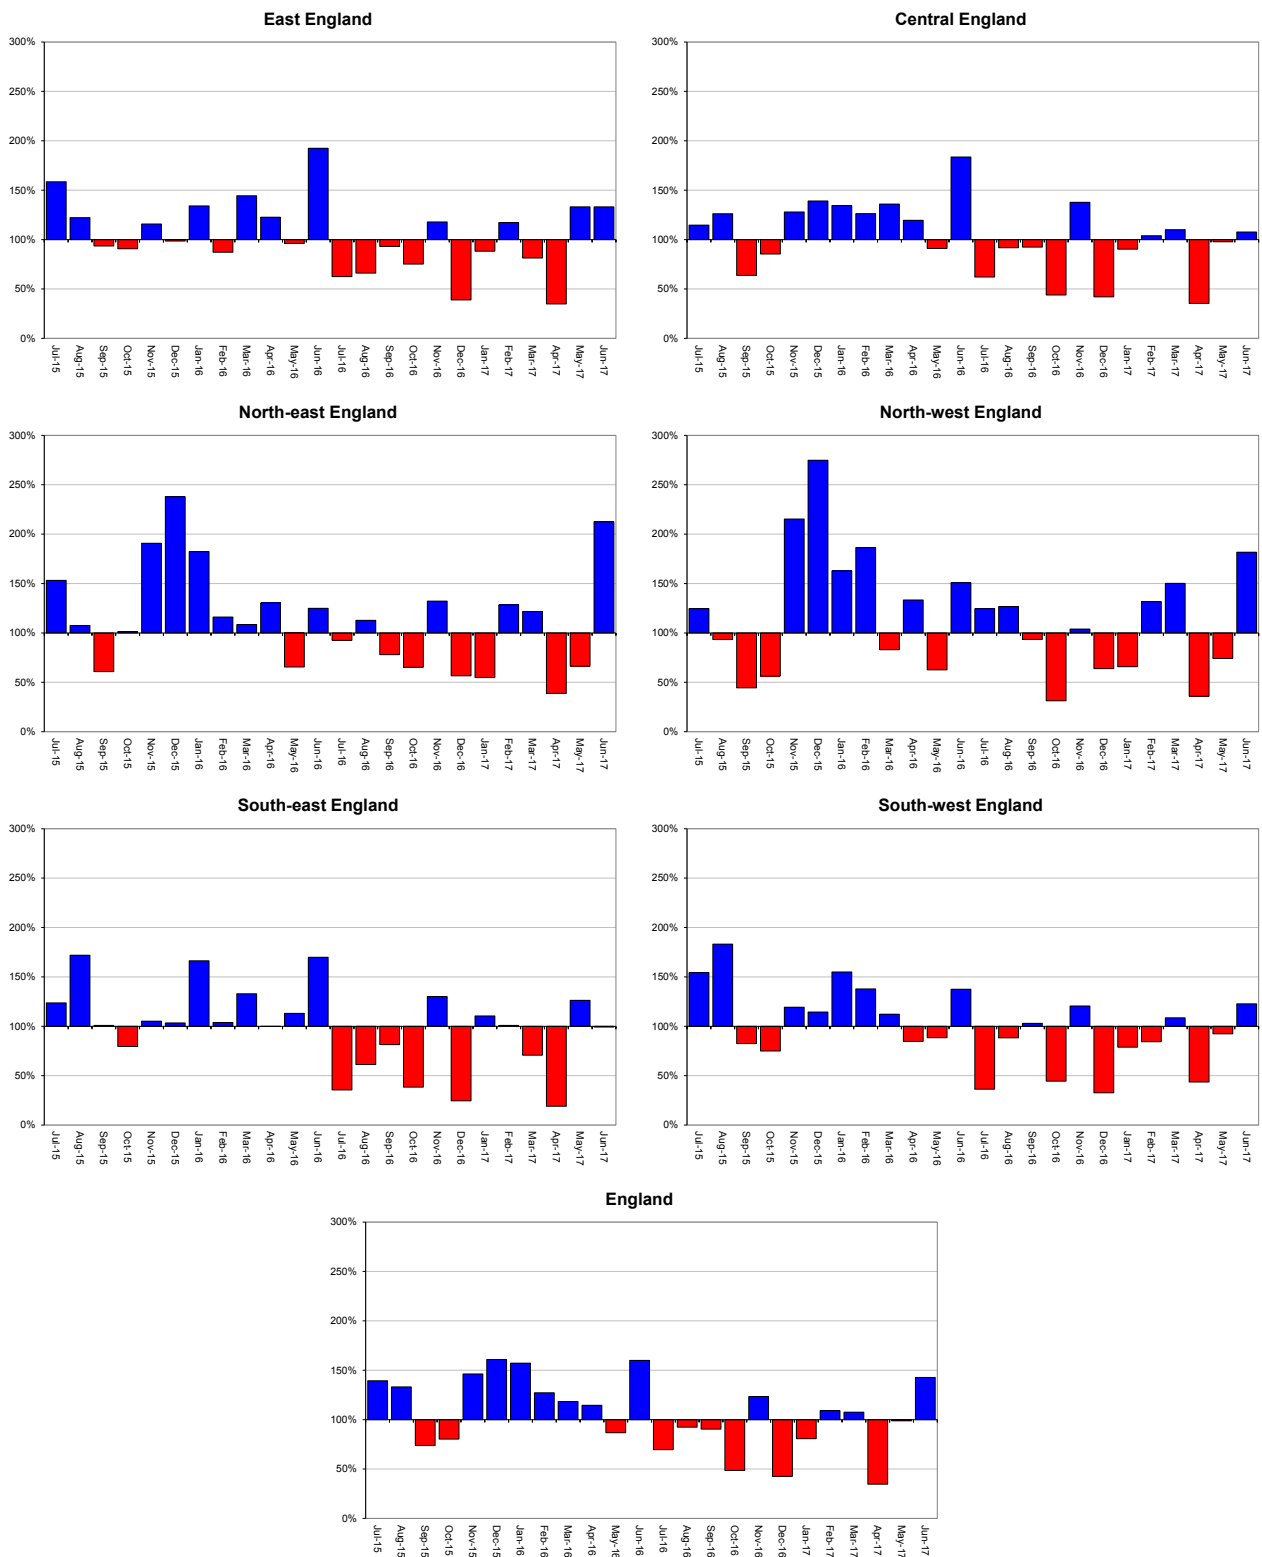 East England
300%
250%
200%
150%
100%
50%
0%
Jul-15
Aug-15
Sep-15
Oct-15
Nov-15
Dec-15
Jan-16
Feb-16
Mar-16
Apr-16
May-16
Jun-16
Jul-16
Aug-16
Sep-16
Oct-16
Nov-16
Dec-16
Jan-17
Feb-17
Mar-17
Apr-17
May-17
Jun-17
Central England
300%
250%
200%
150%
100%
50%
0%
Jul-15
Aug-15
Sep-15
Oct-15
Nov-15
Dec-15
Jan-16
Feb-16
Mar-16
Apr-16
May-16
Jun-16
Jul-16
Aug-16
Sep-16
Oct-16
Nov-16
Dec-16
Jan-17
Feb-17
Mar-17
Apr-17
May-17
Jun-17
North-east England
300%
250%
200%
150%
100%
50%
0%
Jul-15
Aug-15
Sep-15
Oct-15
Nov-15
Dec-15
Jan-16
Feb-16
Mar-16
Apr-16
May-16
Jun-16
Jul-16
Aug-16
Sep-16
Oct-16
Nov-16
Dec-16
Jan-17
Feb-17
Mar-17
Apr-17
May-17
Jun-17
North-west England
300%
250%
200%
150%
100%
50%
0%
Jul-15
Aug-15
Sep-15
Oct-15
Nov-15
Dec-15
Jan-16
Feb-16
Mar-16
Apr-16
May-16
Jun-16
Jul-16
Aug-16
Sep-16
Oct-16
Nov-16
Dec-16
Jan-17
Feb-17
Mar-17
Apr-17
May-17
Jun-17
South-east England
300%
250%
200%
150%
100%
50%
0%
Jul-15
Aug-15
Sep-15
Oct-15
Nov-15
Dec-15
Jan-16
Feb-16
Mar-16
Apr-16
May-16
Jun-16
Jul-16
Aug-16
Sep-16
Oct-16
Nov-16
Dec-16
Jan-17
Feb-17
Mar-17
Apr-17
May-17
Jun-17
South-west England
300%
250%
200%
150%
100%
50%
0%
Jul-15
Aug-15
Sep-15
Oct-15
Nov-15
Dec-15
Jan-16
Feb-16
Mar-16
Apr-16
May-16
Jun-16
Jul-16
Aug-16
Sep-16
Oct-16
Nov-16
Dec-16
Jan-17
Feb-17
Mar-17
Apr-17
May-17
Jun-17
England
300%
250%
200%
150%
100%
50%
0%
Jul-15
Aug-15
Sep-15
Oct-15
Nov-15
Dec-15
Jan-16
Feb-16
Mar-16
Apr-16
May-16
Jun-16
Jul-16
Aug-16
Sep-16
Oct-16
Nov-16
Dec-16
Jan-17
Feb-17
Mar-17
Apr-17
May-17
Jun-17